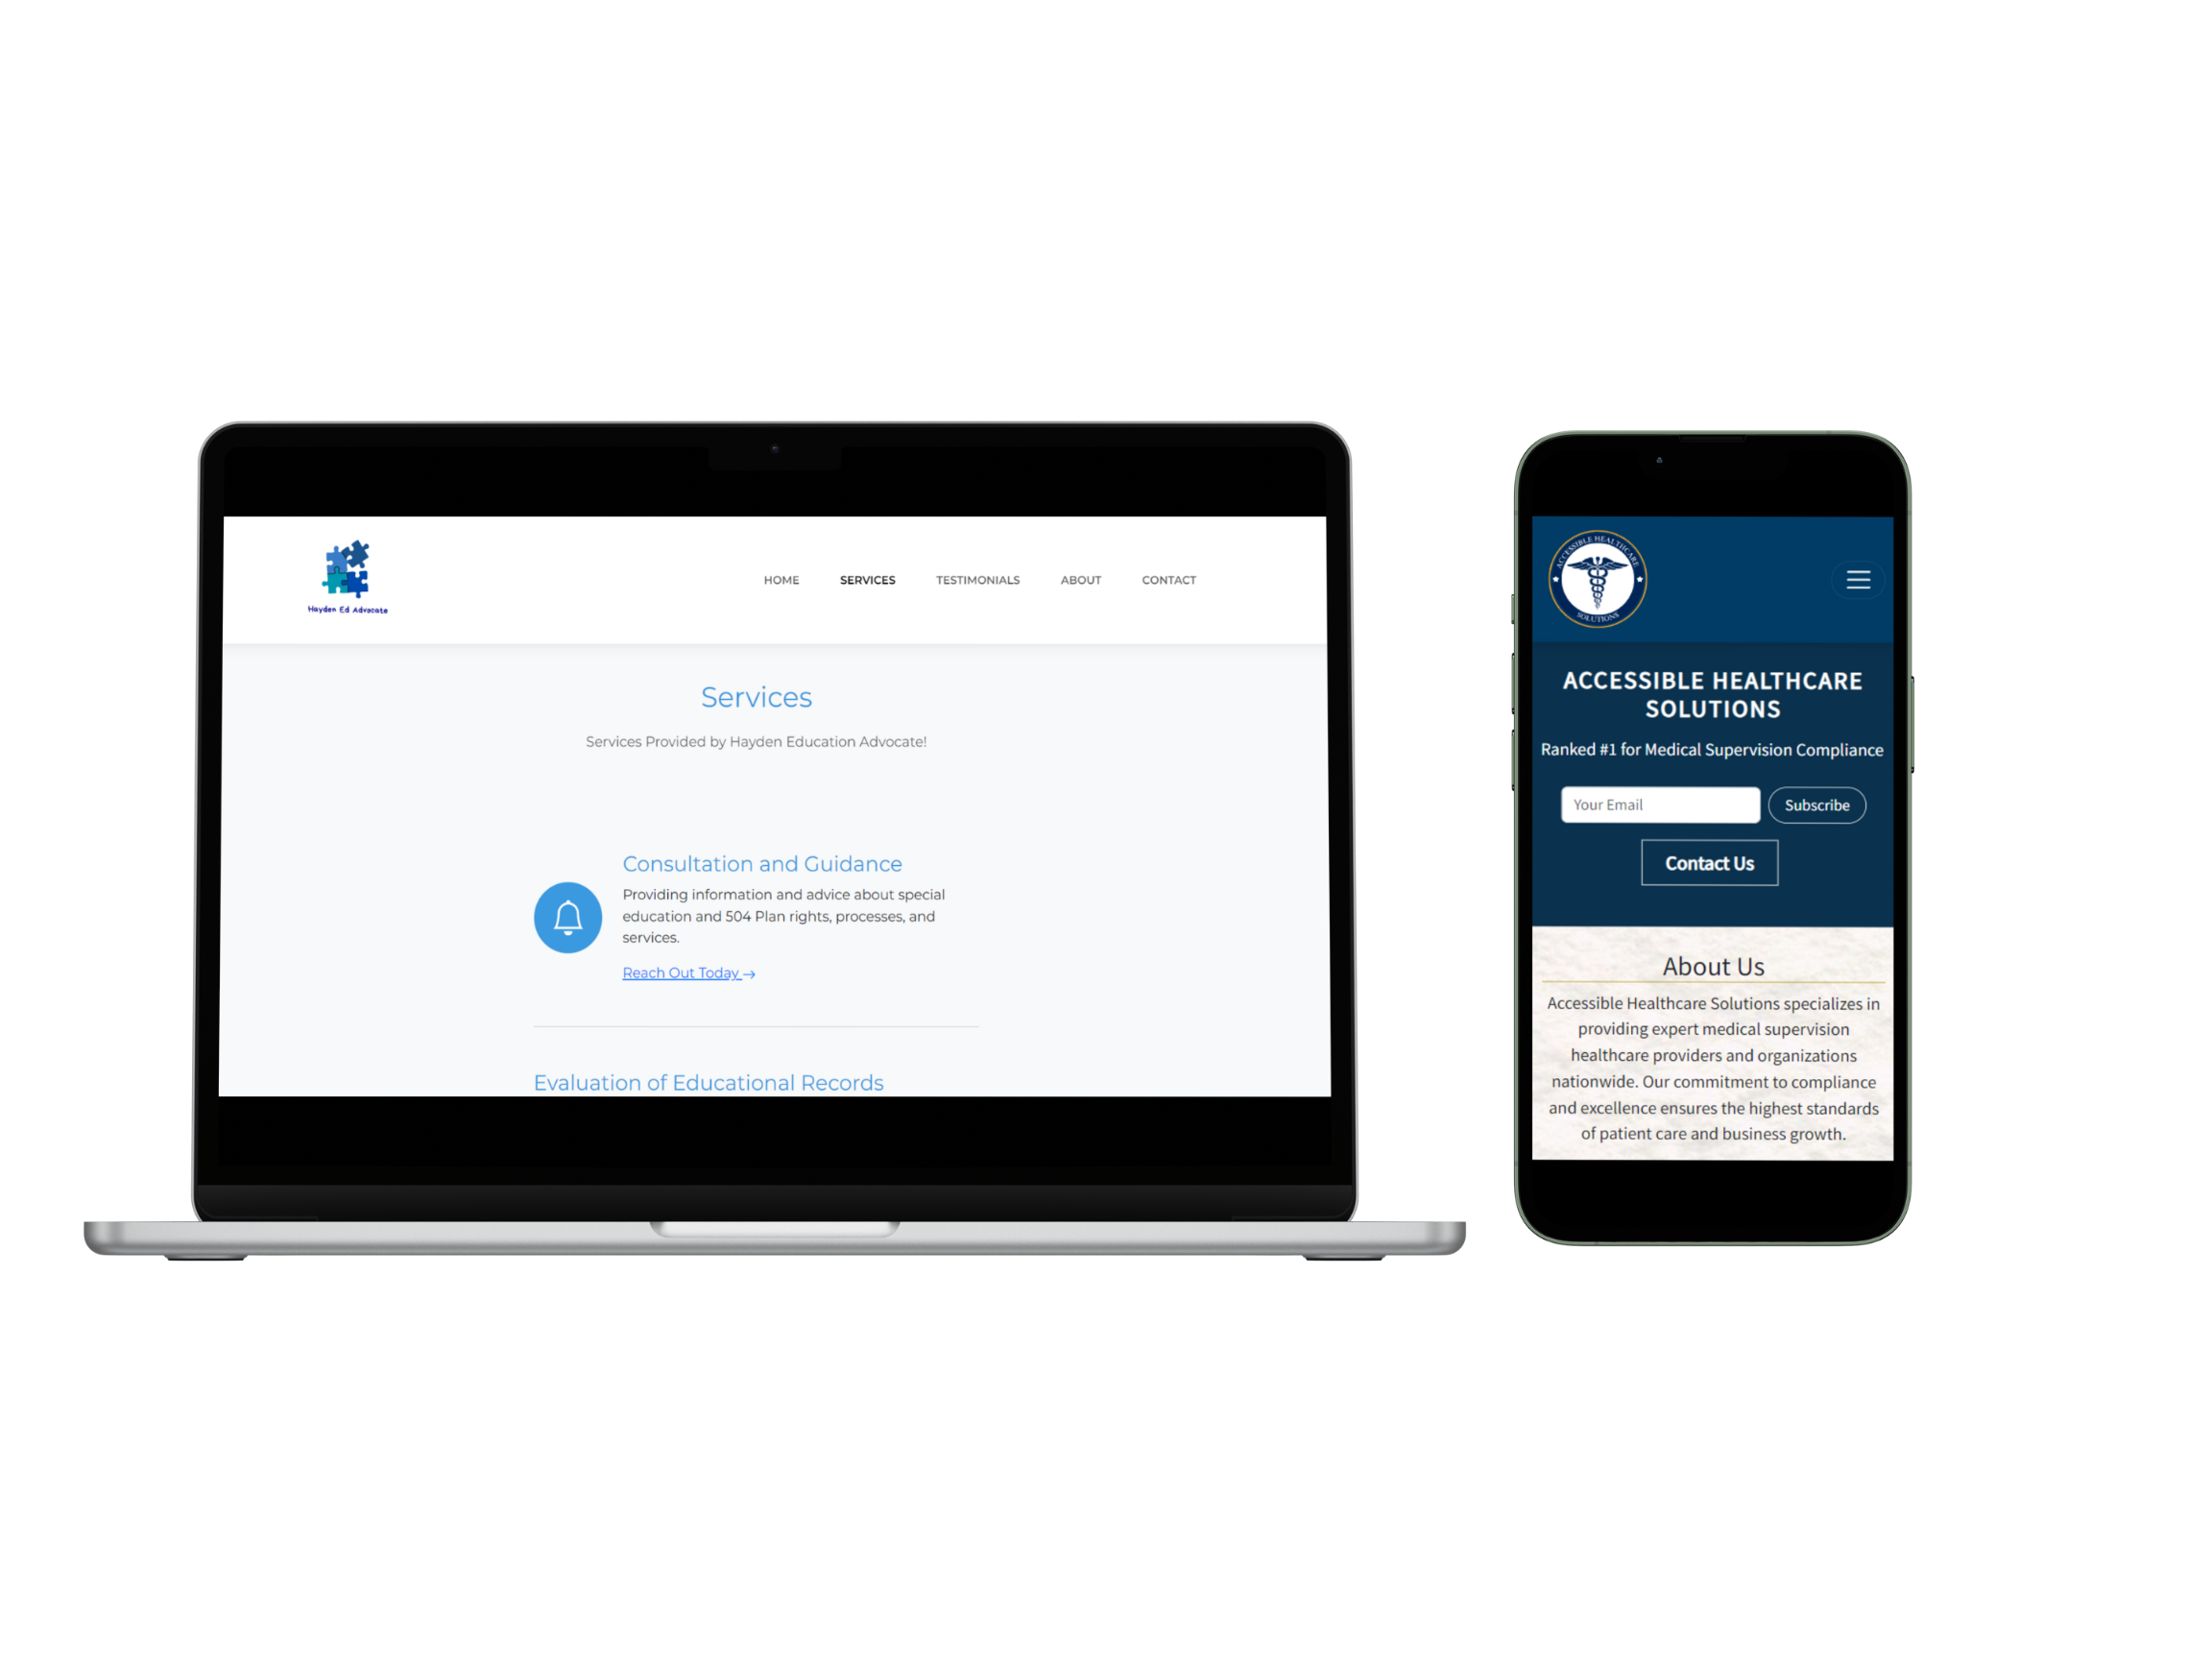 Hayden Ed Advocate
HOME SERVICES TESTIMONIALS ABOUT CONTACT
Services
Services Provided by Hayden Education Advocate!
Consultation and Guidance
Providing information and advice about special
education and 504 Plan rights, processes, and
services.
Reach Out Today →
Evaluation of Educational Records
ACCESSIBLE HEALTHCARE
SOLUTIONS
ACCESSIBLE HEALTHCARE
SOLUTIONS
Ranked #1 for Medical Supervision Compliance
Your Email Subscribe
Contact Us
About Us
Accessible Healthcare Solutions specializes in
providing expert medical supervision
healthcare providers and organizations
nationwide. Our commitment to compliance
and excellence ensures the highest standards
of patient care and business growth.